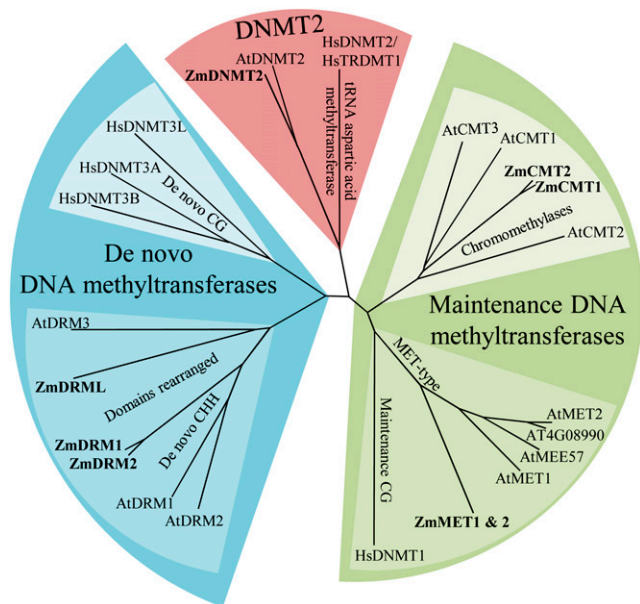 DNMT2
HsDNMT2/
HsTRDMT1
AtDNMT2
ZmDNMT2
tRNA aspartic acid
methyltransferase
HsDNMT3L
HsDNMT3A
HsDNMT3B
De novo CG
De novo
DNA methyltransferases
AtDRM3
ZmDRML
Domains rearranged
ZmDRM1
ZmDRM2
De novo CHH
AtDRM1
AtDRM2
AtCMT3
AtCMT1
ZmCMT2
ZmCMT1
Chromomethylases
AtCMT2
Maintenance DNA
methyltransferases
MET-type
Maintenance CG
AtMET2
AT4G08990
AtMEE57
AtMET1
ZmMET1 & 2
HsDNMT1